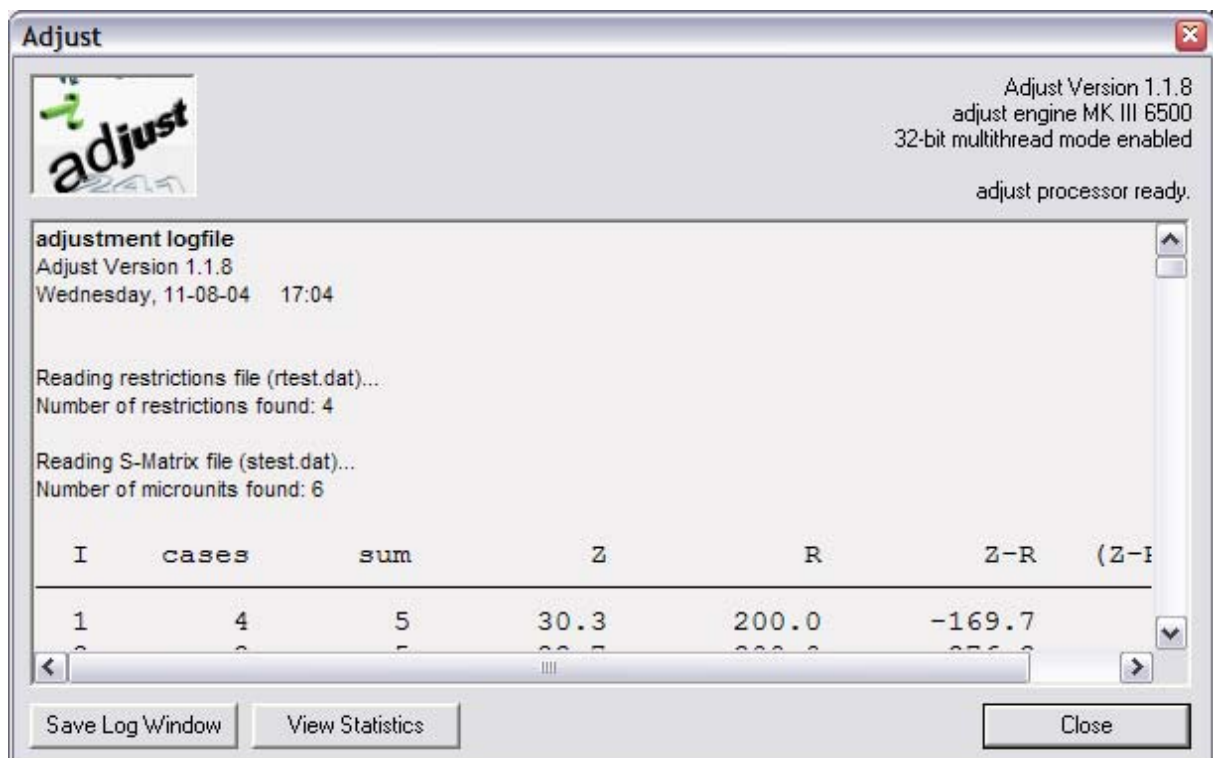 Adjust
adjust
Adjust Version 1.1.8
adjust engine MK III 6500
32-bit multithread mode enabled
adjust processor ready.
adjustment logfile
Adjust Version 1.1.8
Wednesday, 11-08-04 17:04
Reading restrictions file (rtest.dat)...
Number of restrictions found: 4
Reading S-Matrix file (stest.dat)...
Number of microunits found: 6
I cases sum Z R Z-R
1 4 5 30.3 200.0 -169.7
Save Log Window View Statistics Close